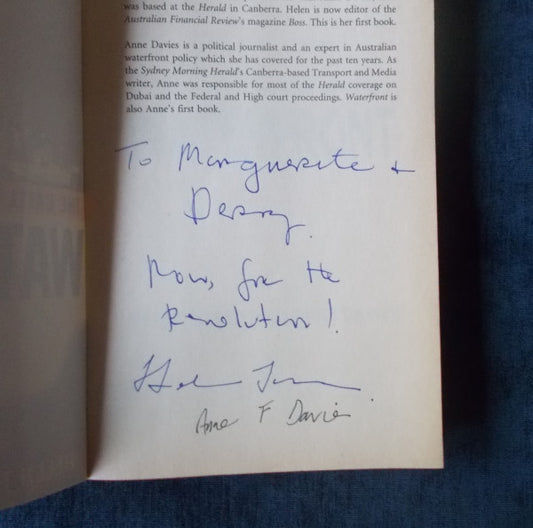 was based at the Herald in Canberra. Helen is now editor of the
Australian Financial Review's magazine Boss. This is her first book.
Anne Davies is a political journalist and an expert in Australian
waterfront policy which she has covered for the past ten years. As
the Sydney Morning Herald's Canberra-based Transport and Media
writer, Anne was responsible for most of the Herald coverage on
Dubai and the Federal and High court proceedings. Waterfront is
also Anne's first book.
To Marguerite +
Now, for the
Revolution!
Helen
Anne F Davies